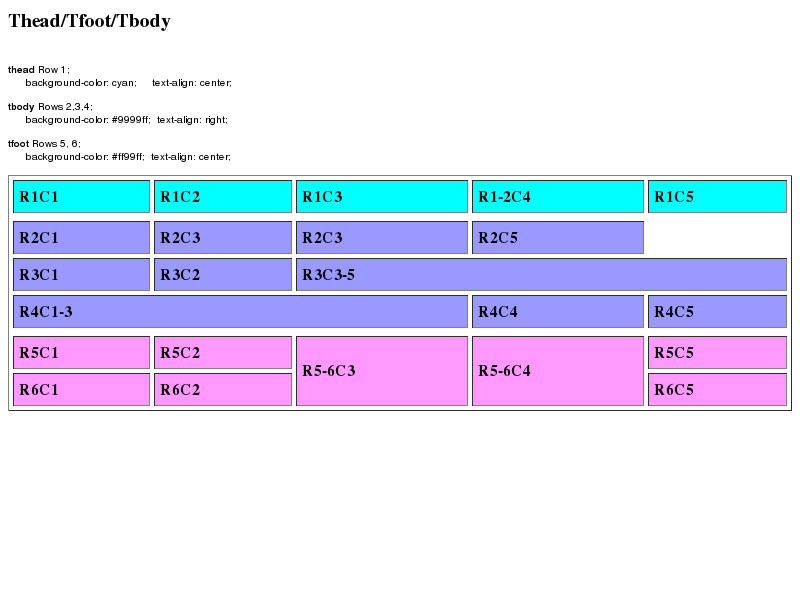 Thead/Tfoot/Tbody
thead Row 1;
background-color: cyan; text-align: center;
tbody Rows 2,3,4;
background-color: #9999ff; text-align: right;
tfoot Rows 5, 6;
background-color: #ff99ff; text-align: center;
R1C1 R1C2 R1C3 R1-2C4 R1C5
R2C1 R2C3 R2C3 R2C5
R3C1 R3C2 R3C3-5
R4C1-3 R4C4 R4C5
R5C1 R5C2 R5-6C3 R5-6C4 R5C5
R6C1 R6C2 R6C5